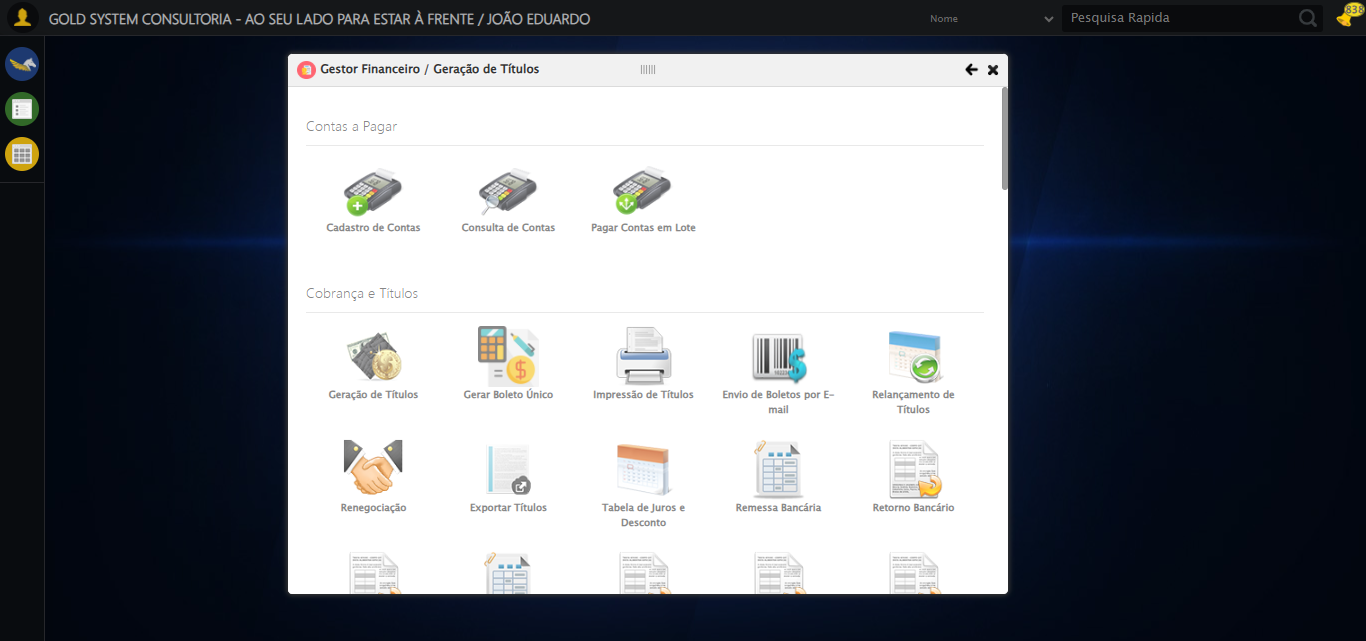 GOLD SYSTEM CONSULTORIA - AO SEU LADO PARA ESTAR À FRENTE / JOÃO EDUARDO
Nome
Pesquisa Rapida
838
Gestor Financeiro / Geração de Títulos
Contas a Pagar
Cadastro de Contas
Consulta de Contas
Pagar Contas em Lote
Cobrança e Títulos
Geração de Títulos
Gerar Boleto Único
Impressão de Títulos
Envio de Boletos por E-
mail
Relançamento de
Títulos
Renegociação
Exportar Títulos
Tabela de Juros e
Desconto
Remessa Bancária
Retorno Bancário